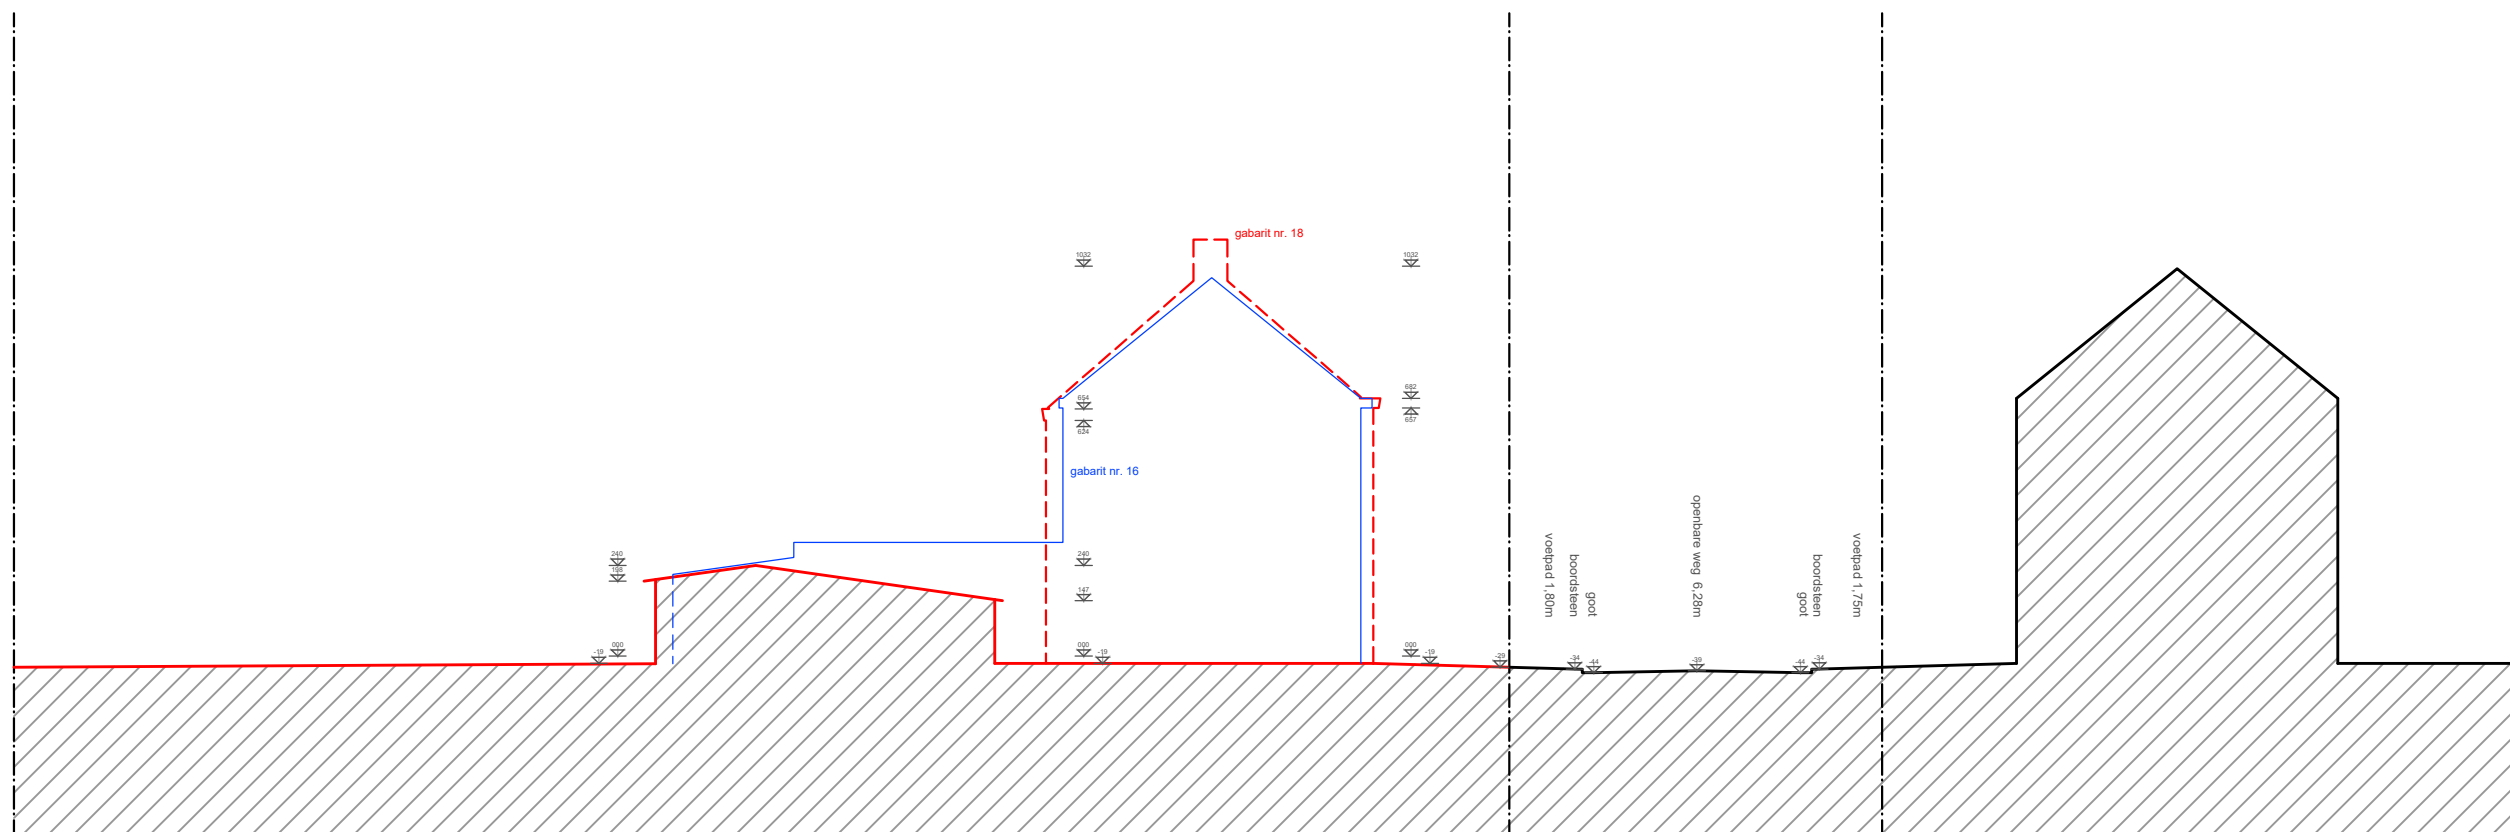 gabarit nr. 18
1032
1032
682
654
657
624
gabarit nr. 16
openbare weg 6,28m
voetpad 1,80m
voetpad 1,75m
boordsteen
boordsteen
goot
goot
240
240
198
147
000
-19
000
-19
000
-19
-29
-34
-44
-39
-44
-34